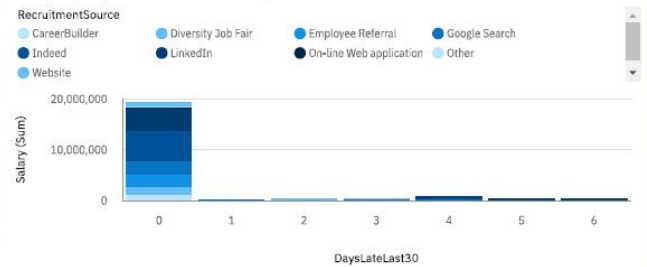 RecruitmentSource
CareerBuilder Diversity Job Fair Employee Referral Google Search
Indeed LinkedIn On-line Web application Other
Website
20,000,000
10,000,000
0
Salary (Sum)
0 1 2 3 4 5 6
DaysLateLast30